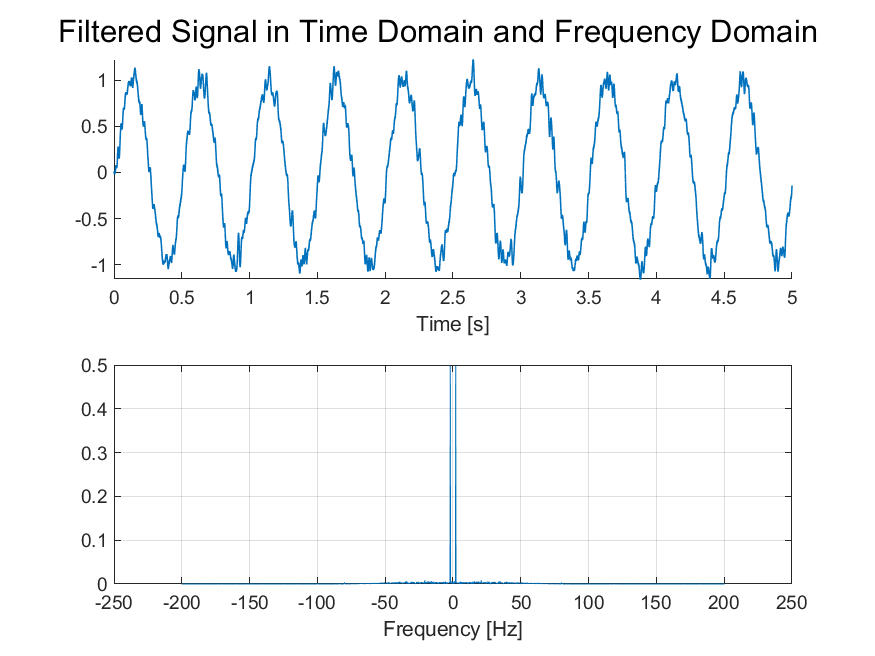 Filtered Signal in Time Domain and Frequency Domain
1
0.5
0
-0.5
-1
0 0.5 1 1.5 2 2.5 3 3.5 4 4.5 5
Time [s]
0.5
0.4
0.3
0.2
0.1
0
-250 -200 -150 -100 -50 0 50 100 150 200 250
Frequency [Hz]